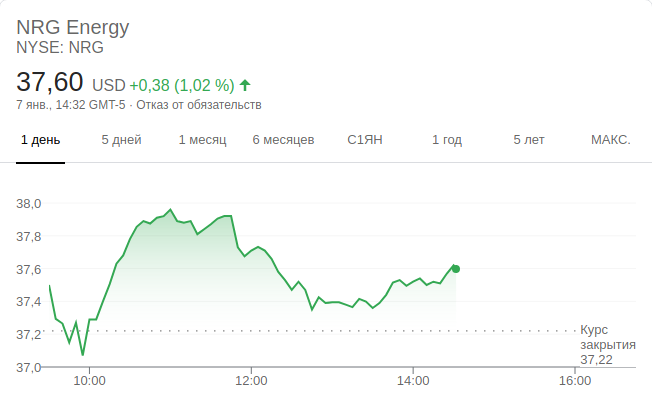 NRG Energy
NYSE: NRG
37,60 USD +0,38 (1,02 %)
7 янв., 14:32 GMT-5 · Отказ от обязательств
1 день 5 дней 1 месяц 6 месяцев С1ЯН 1 год 5 лет МАКС.
38,0
37,8
37,6
37,4
37,2
37,0
Курс
закрытия
37,22
10:00 12:00 14:00 16:00